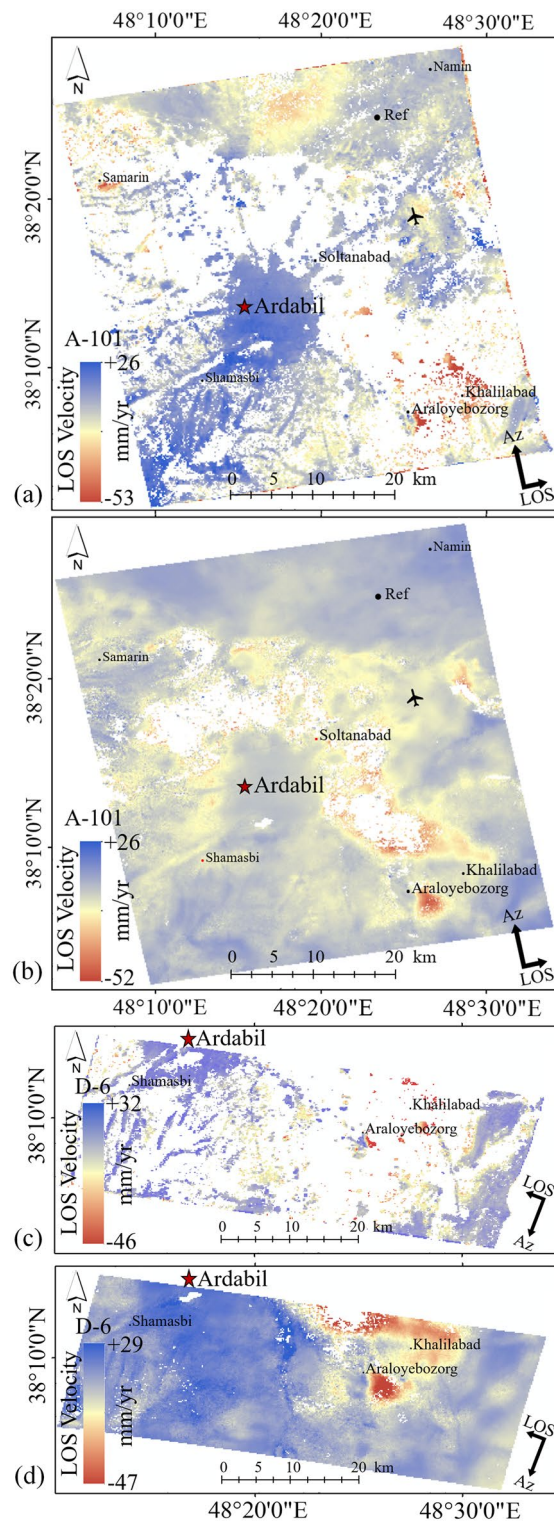 48°10'0"E 48°20'0"E 48°30'0"E
N
Namin
Ref
38°20'0"N
Samarin
Soltanabad
Ardabil
A-101
+26
38°10'0"N
LOS Velocity
mm/yr
Shamasbi
Khalilabad
Araloyebozorg
Az
LOS
-53
0 5 10 20 km
(a)
N
Namin
Ref
38°20'0"N
Samarin
Soltanabad
Ardabil
A-101
+26
38°10'0"N
LOS Velocity
mm/yr
Shamasbi
Khalilabad
Araloyebozorg
Az
LOS
-52
0 5 10 20 km
(b)
48°10'0"E 48°20'0"E 48°30'0"E
N
Ardabil
D-6
Shamasbi
+32
38°10'0"N
LOS Velocity
mm/yr
Khalilabad
Araloyebozorg
LOS
Az
-46
0 5 10 20 km
(c)
N
Ardabil
D-6
Shamasbi
+29
38°10'0"N
LOS Velocity
mm/yr
Khalilabad
Araloyebozorg
LOS
Az
-47
0 5 10 20 km
(d)
48°20'0"E 48°30'0"E